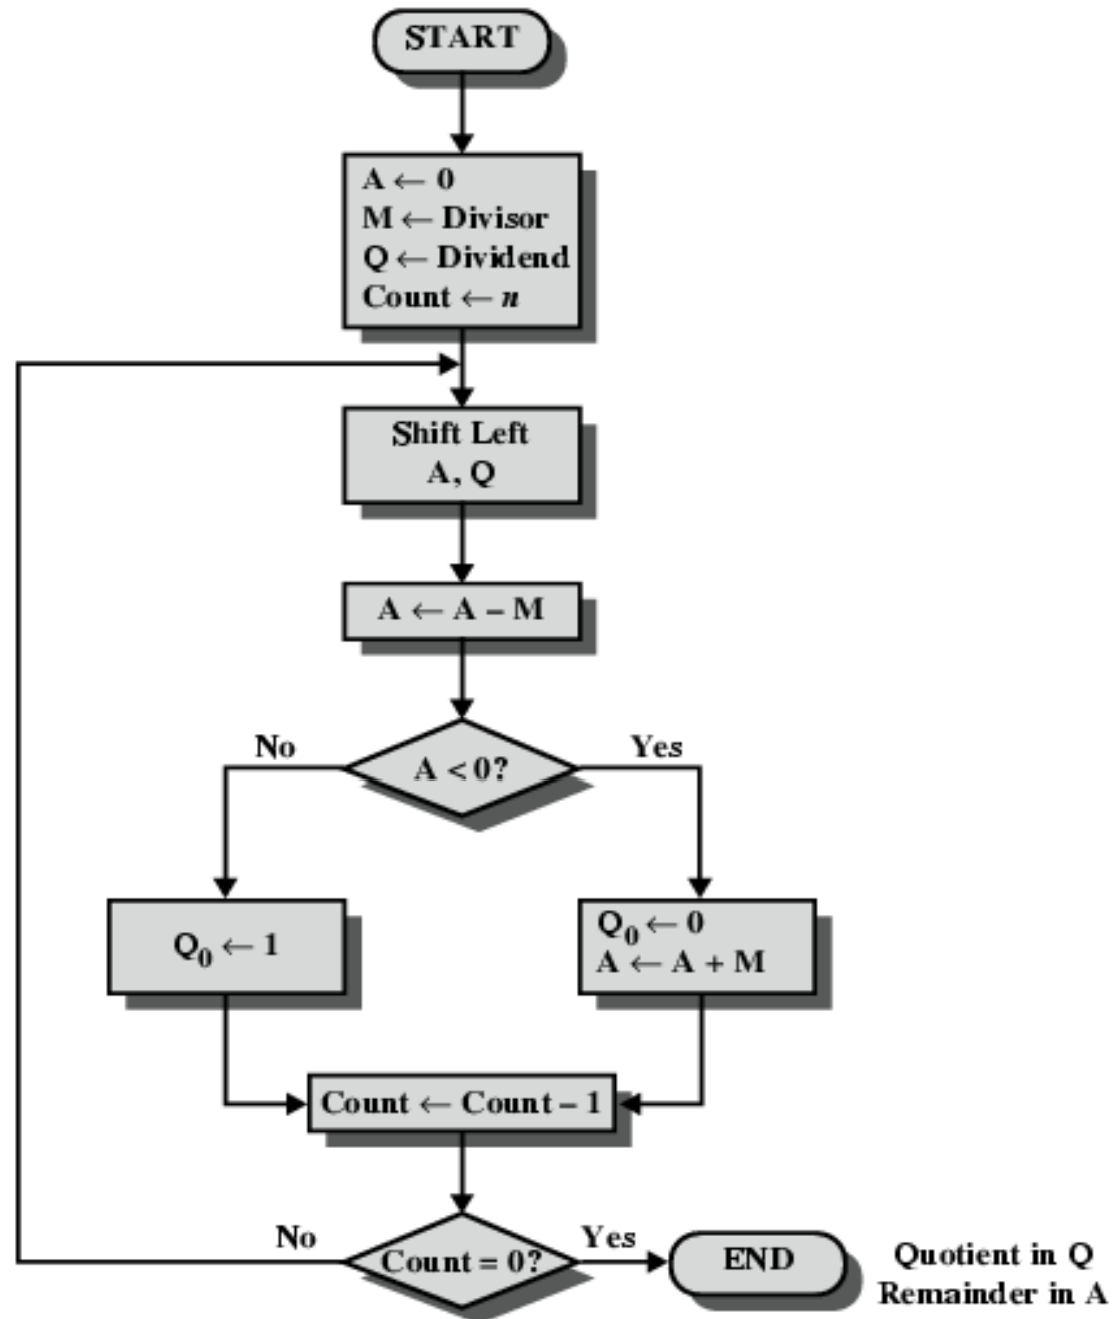 START
A ← 0
M ← Divisor
Q ← Dividend
Count ← n
Shift Left
A, Q
A ← A – M
No
A < 0?
Yes
Q₀ ← 1
Q₀ ← 0
A ← A + M
Count ← Count – 1
No
Count = 0?
Yes
END
Quotient in Q
Remainder in A